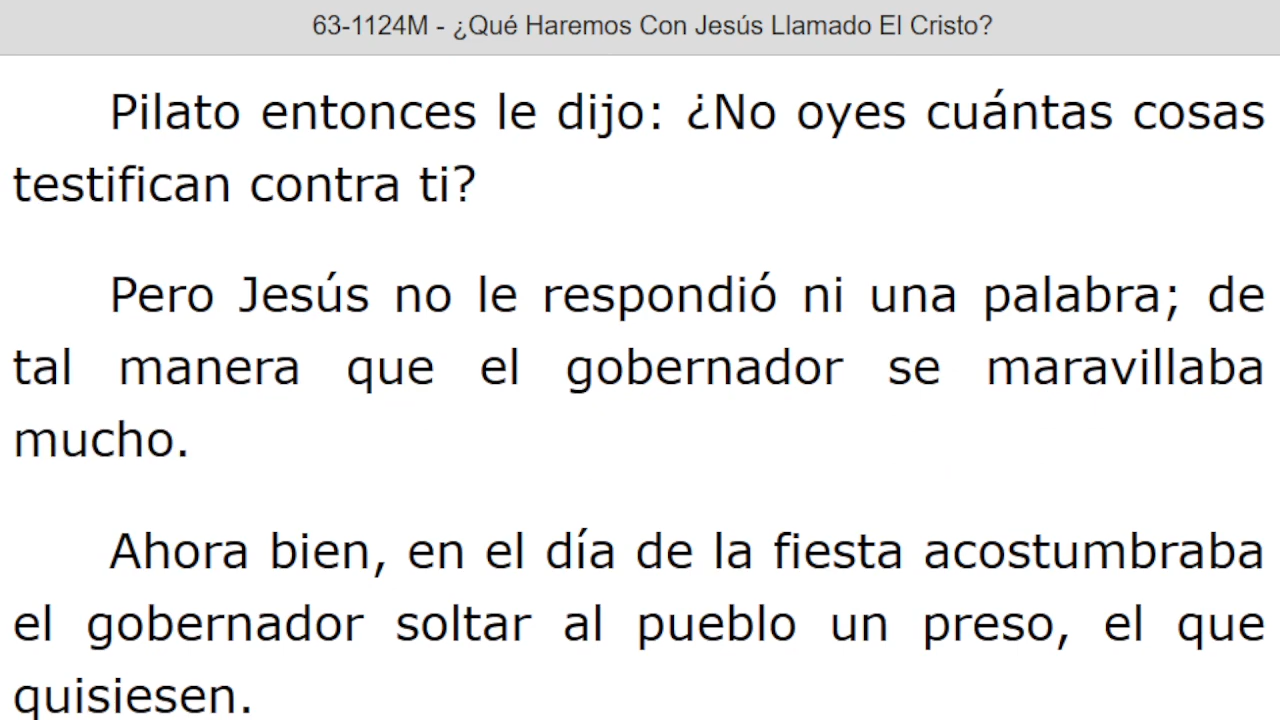 63-1124M - ¿Qué Haremos Con Jesús Llamado El Cristo?
Pilato entonces le dijo: ¿No oyes cuántas cosas
testifican contra ti?
Pero Jesús no le respondió ni una palabra; de
tal manera que el gobernador se maravillaba
mucho.
Ahora bien, en el día de la fiesta acostumbraba
el gobernador soltar al pueblo un preso, el que
quisiesen.